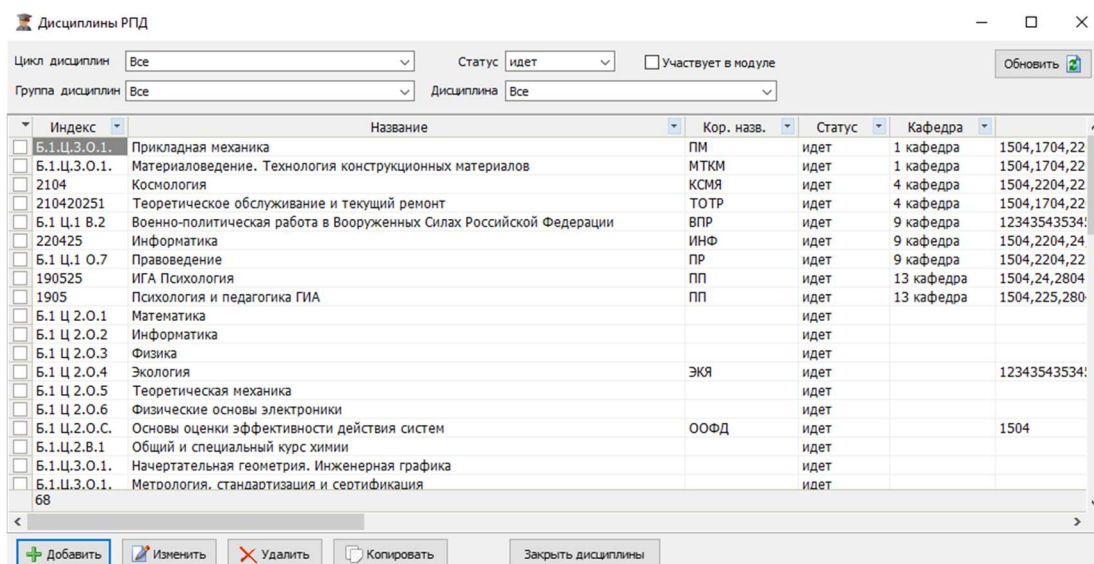 Дисциплины РПД
Цикл дисциплин Все Статус идет Участвует в модуле Обновить
Группа дисциплин Все Дисциплина Все
Индекс Название Кор. назв. Статус Кафедра
Б.1.Ц.3.О.1. Прикладная механика ПМ идет 1 кафедра 1504,1704,22
Б.1.Ц.3.О.1. Материаловедение. Технология конструкционных материалов МТКМ идет 1 кафедра 1504,1704,22
2104 Космология КСМЯ идет 4 кафедра 1504,2204,22
210420251 Теоретическое обслуживание и текущий ремонт ТОТР идет 4 кафедра 1504,1704,22
Б.1 Ц.1 В.2 Военно-политическая работа в Вооруженных Силах Российской Федерации ВПР идет 9 кафедра 12343543534
220425 Информатика ИНФ идет 9 кафедра 1504,2204,24
Б.1 Ц.1 О.7 Правоведение ПР идет 9 кафедра 1504,2204,22
190525 ИГА Психология ПП идет 13 кафедра 1504,24,2804
1905 Психология и педагогика ГИА ПП идет 13 кафедра 1504,225,280
Б.1 Ц 2.О.1 Математика идет
Б.1 Ц 2.О.2 Информатика идет
Б.1 Ц 2.О.3 Физика идет
Б.1 Ц 2.О.4 Экология ЭКЯ идет 12343543534
Б.1 Ц 2.О.5 Теоретическая механика идет
Б.1 Ц 2.О.6 Физические основы электроники идет
Б.1 Ц.2.О.С. Основы оценки эффективности действия систем ООФД идет 1504
Б.1.Ц.2.В.1 Общий и специальный курс химии идет
Б.1.Ц.3.О.1. Начертательная геометрия. Инженерная графика идет
Б.1.Ц.3.О.1. Метрология, стандартизация и сертификация идет
68
Добавить Изменить Удалить Копировать Закрыть дисциплины